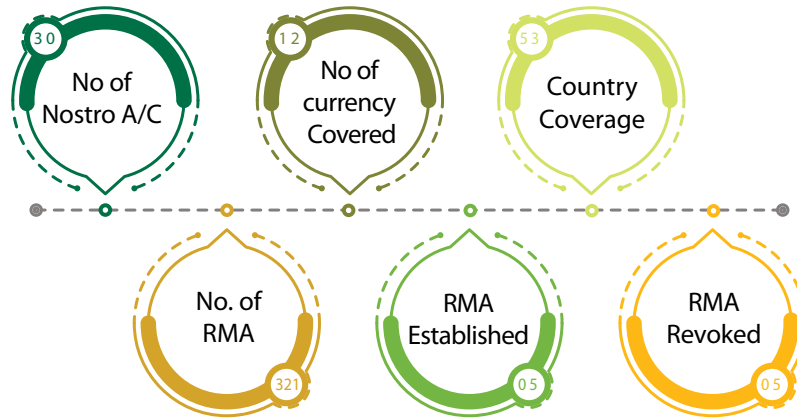 30
No of
Nostro A/C
12
No of
currency
Covered
53
Country
Coverage
No. of
RMA
321
RMA
Established
05
RMA
Revoked
05